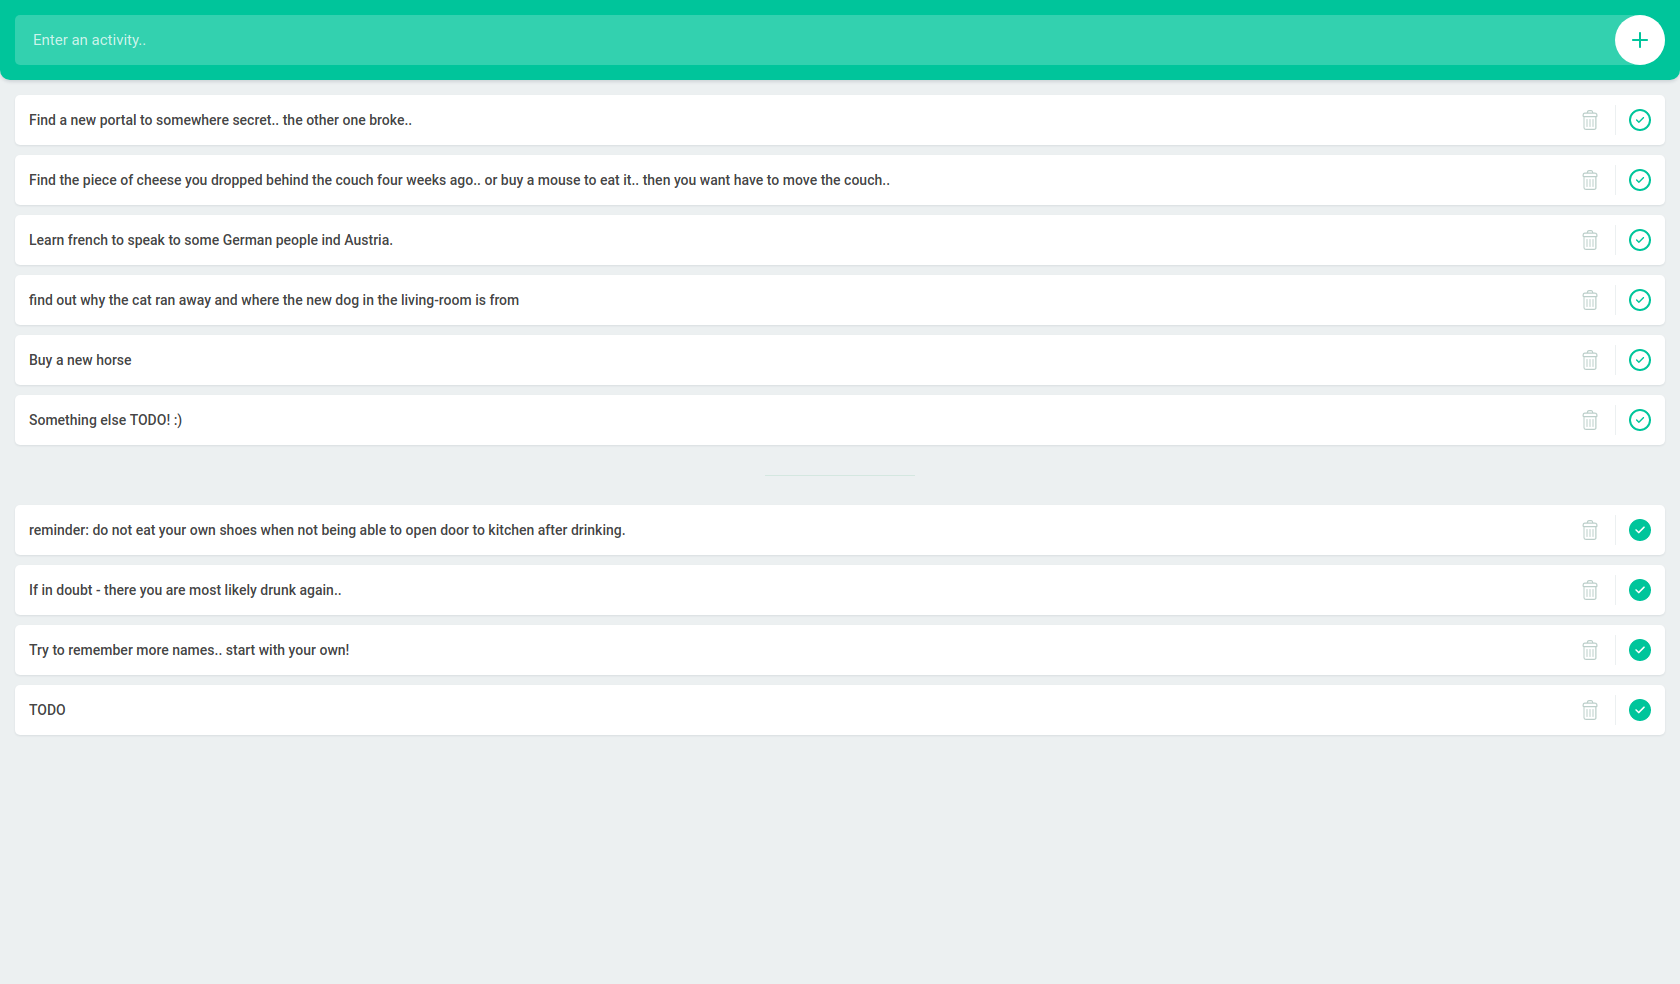 Enter an activity..
Find a new portal to somewhere secret.. the other one broke..
Find the piece of cheese you dropped behind the couch four weeks ago.. or buy a mouse to eat it.. then you want have to move the couch..
Learn french to speak to some German people ind Austria.
find out why the cat ran away and where the new dog in the living-room is from
Buy a new horse
Something else TODO! :)
reminder: do not eat your own shoes when not being able to open door to kitchen after drinking.
If in doubt - there you are most likely drunk again..
Try to remember more names.. start with your own!
TODO